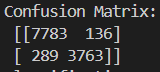 Confusion Matrix:
[[7783 136]
[ 289 3763]]